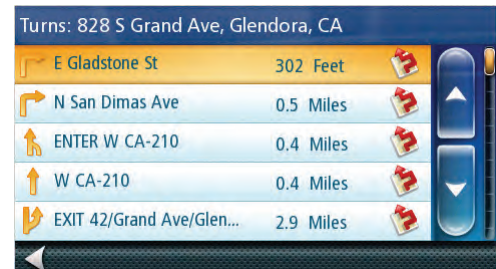 Turns: 828 S Grand Ave, Glendora, CA
E Gladstone St 302 Feet
N San Dimas Ave 0.5 Miles
ENTER W CA-210 0.4 Miles
W CA-210 0.4 Miles
EXIT 42/Grand Ave/Glen... 2.9 Miles